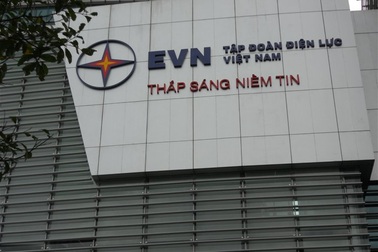 EVN TẬP ĐOÀN ĐIỆN LỰC
VIỆT NAM
THẮP SÁNG NIỀM TIN